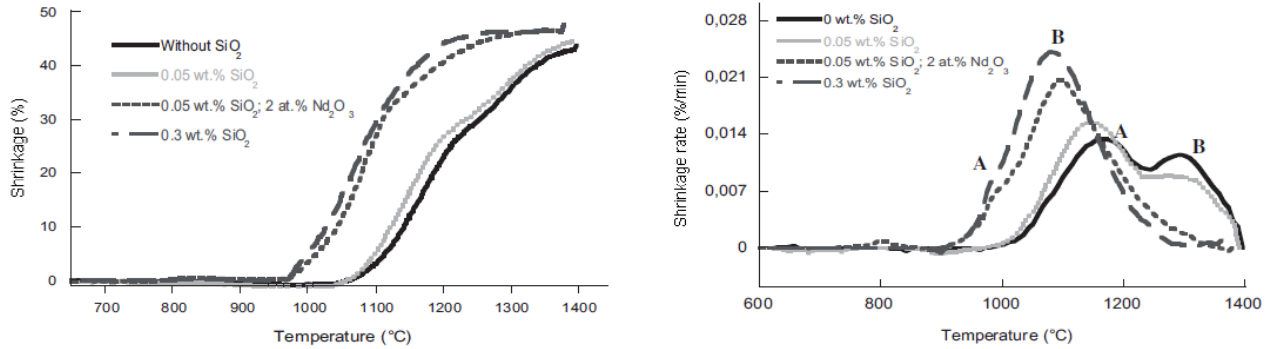 50
40
30
20
10
0
Shrinkage (%)
Without SiO2
0.05 wt.% SiO2
0.05 wt.% SiO2; 2 at.% Nd2O3
0.3 wt.% SiO2
700 800 900 1000 1100 1200 1300 1400
Temperature (°C)
0,028
0,021
0,014
0,007
0
Shrinkage rate (%/min)
0 wt.% SiO2
0.05 wt.% SiO2
0.05 wt.% SiO2; 2 at.% Nd2O3
0.3 wt.% SiO2
B
A
A
B
600 800 1000 1200 1400
Temperature (°C)